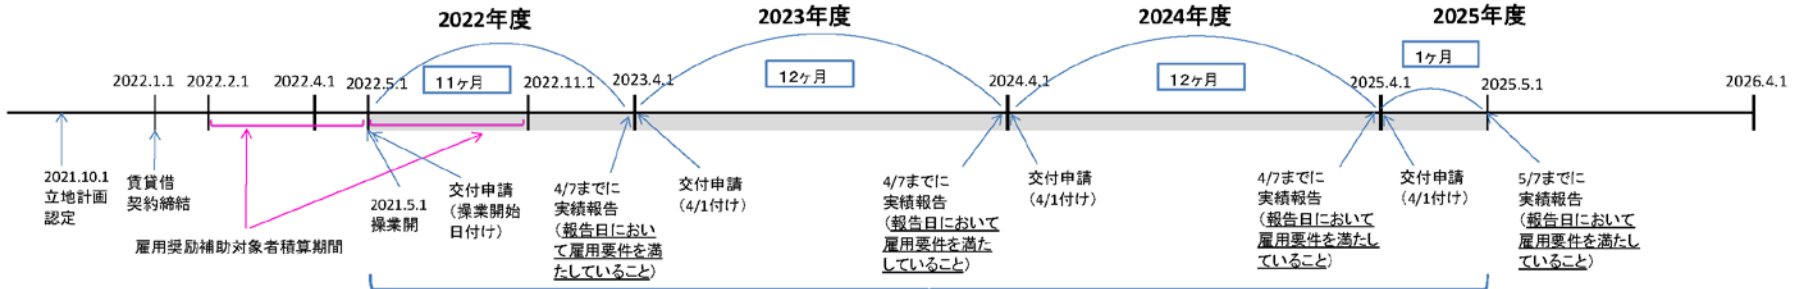 2022年度
2023年度
2024年度
2025年度
11ヶ月
12ヶ月
12ヶ月
1ヶ月
2022.1.1
2022.2.1
2022.4.1
2022.5.1
2022.11.1
2023.4.1
2024.4.1
2025.4.1
2025.5.1
2026.4.1
2021.10.1
立地計画
認定
賃貸借
契約締結
雇用奨励補助対象者積算期間
2021.5.1
操業開
交付申請
(操業開始
日付け)
4/7までに
実績報告
(報告日におい
て雇用要件を満
たしていること)
交付申請
(4/1付け)
4/7までに
実績報告
(報告日において
雇用要件を満た
していること)
交付申請
(4/1付け)
4/7までに
実績報告
(報告日において
雇用要件を満たし
ていること)
交付申請
(4/1付け)
5/7までに
実績報告
(報告日において
雇用要件を満たし
ていること)